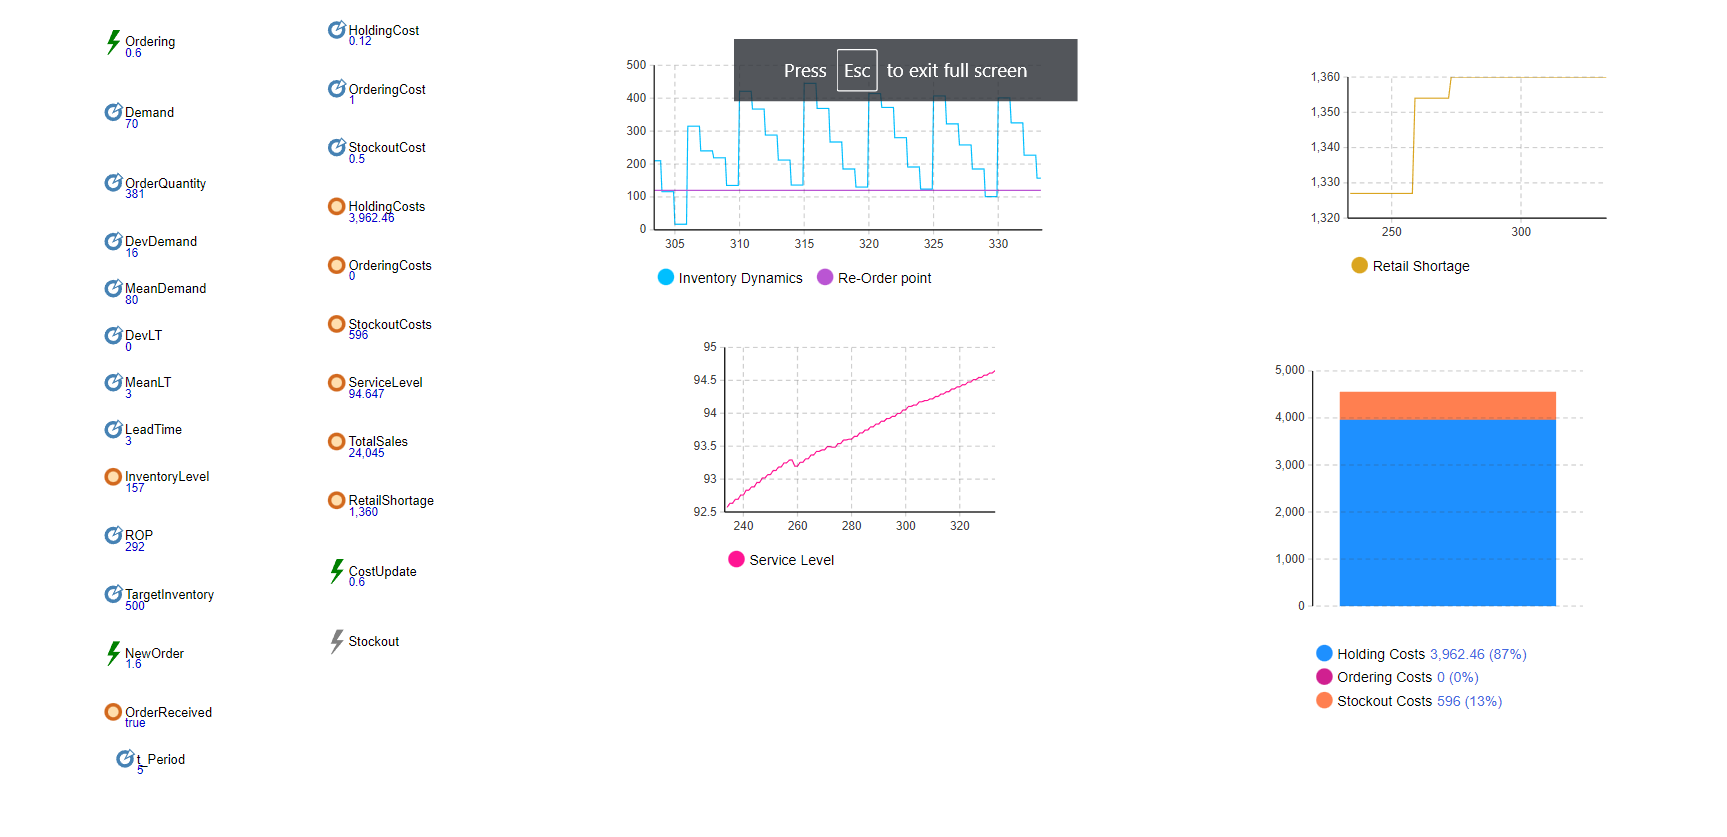 Ordering
0.6
Demand
70
OrderQuantity
381
DevDemand
16
MeanDemand
80
DevLT
0
MeanLT
3
LeadTime
3
InventoryLevel
157
ROP
292
TargetInventory
500
NewOrder
1.6
OrderReceived
true
t_Period
5
HoldingCost
0.12
OrderingCost
1
StockoutCost
0.5
HoldingCosts
3,962.46
OrderingCosts
0
StockoutCosts
596
ServiceLevel
94.647
TotalSales
24,045
RetailShortage
1,360
CostUpdate
0.6
Stockout
Press Esc to exit full screen
500
400
300
200
100
0
305 310 315 320 325 330
Inventory Dynamics Re-Order point
95
94.5
94
93.5
93
92.5
240 260 280 300 320
Service Level
1,360
1,350
1,340
1,330
1,320
250 300
Retail Shortage
5,000
4,000
3,000
2,000
1,000
0
Holding Costs 3,962.46 (87%)
Ordering Costs 0 (0%)
Stockout Costs 596 (13%)